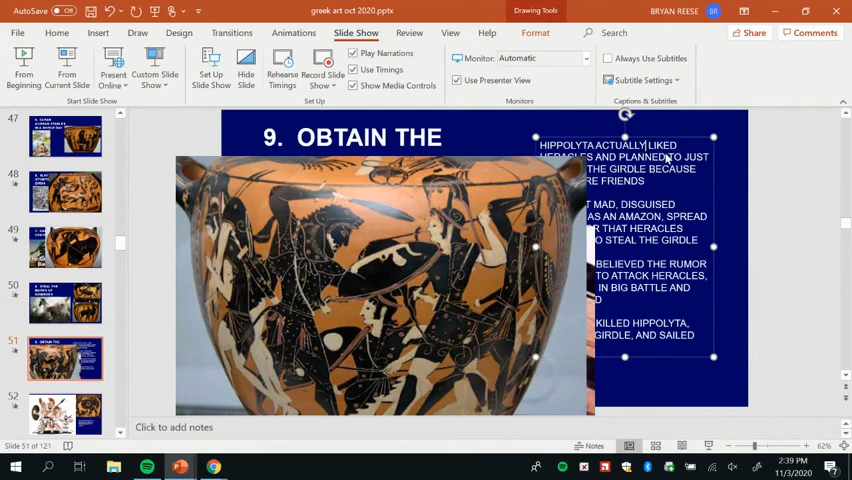 AutoSave Off
greek art oct 2020.pptx
Drawing Tools
BRYAN REESE BR
File Home Insert Draw Design Transitions Animations Slide Show Review View Help Format Search Share Comments
From Beginning
From Current Slide
Present Online
Custom Slide Show
Set Up Slide Show
Hide Slide
Rehearse Timings
Record Slide Show
Play Narrations
Use Timings
Show Media Controls
Monitor: Automatic
Use Presenter View
Always Use Subtitles
Subtitle Settings
Start Slide Show
Set Up
Monitors
Captions & Subtitles
47
48
49
50
51
52
9. OBTAIN THE
HIPPOLYTA ACTUALLY LIKED
HERACLES AND PLANNED TO JUST
THE GIRDLE BECAUSE
RE FRIENDS
T MAD, DISGUISED
AS AN AMAZON, SPREAD
R THAT HERACLES
O STEAL THE GIRDLE
BELIEVED THE RUMOR
TO ATTACK HERACLES,
IN BIG BATTLE AND
D
KILLED HIPPOLYTA,
GIRDLE, AND SAILED
Click to add notes
Slide 51 of 121
Notes
62%
2:39 PM
11/3/2020
7